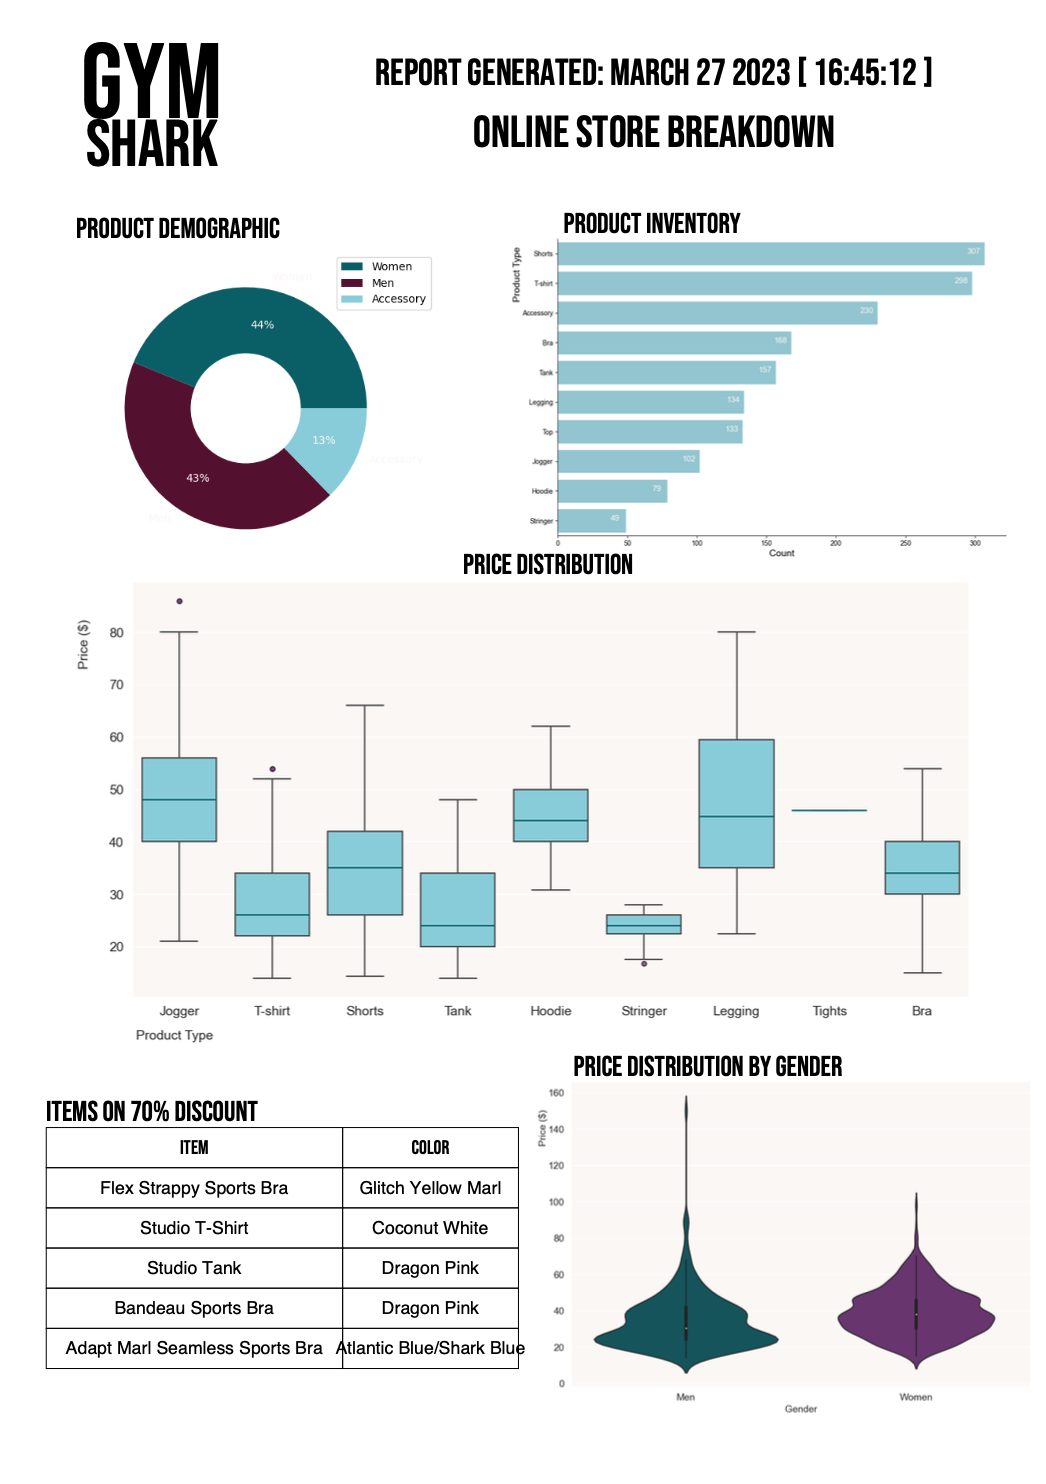 GYM
SHARK
REPORT GENERATED: MARCH 27 2023 [ 16:45:12 ]
ONLINE STORE BREAKDOWN
PRODUCT DEMOGRAPHIC
Women
Women
Men
Accessory
44%
43%
13%
Accessory
Men
PRODUCT INVENTORY
Product Type
Shorts 307
T-shirt 298
Accessory 230
Bra 168
Tank 157
Legging 134
Top 133
Jogger 102
Hoodie 79
Stringer 49
0 50 100 150 200 250 300
Count
PRICE DISTRIBUTION
Price ($)
80
70
60
50
40
30
20
Jogger T-shirt Shorts Tank Hoodie Stringer Legging Tights Bra
Product Type
ITEMS ON 70% DISCOUNT
ITEM COLOR
Flex Strappy Sports Bra Glitch Yellow Marl
Studio T-Shirt Coconut White
Studio Tank Dragon Pink
Bandeau Sports Bra Dragon Pink
Adapt Marl Seamless Sports Bra Atlantic Blue/Shark Blue
PRICE DISTRIBUTION BY GENDER
Price ($)
160
140
120
100
80
60
40
20
0
Men Women
Gender